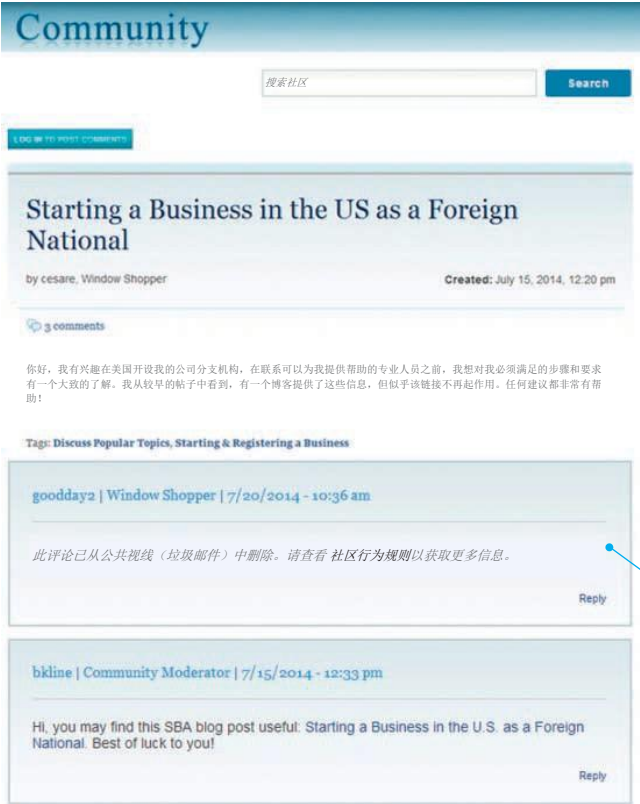 Community
搜索社区
Search
LOG IN TO POST COMMENTS
Starting a Business in the US as a Foreign
National
by cesare, Window Shopper
Created: July 15, 2014, 12:20 pm
3 comments
你好，我有兴趣在美国开设我的公司分支机构，在联系可以为我提供帮助的专业人员之前，我想对我必须满足的步骤和要求
有一个大致的了解。我从较早的帖子中看到，有一个博客提供了这些信息，但似乎该链接不再起作用。任何建议都非常有帮
助！
Tags: Discuss Popular Topics, Starting & Registering a Business
goodday2 | Window Shopper | 7/20/2014 - 10:36 am
此评论已从公共视线（垃圾邮件）中删除。请查看 社区行为规则以获取更多信息。
Reply
bkline | Community Moderator | 7/15/2014 - 12:33 pm
Hi, you may find this SBA blog post useful: Starting a Business in the U.S. as a Foreign
National. Best of luck to you!
Reply